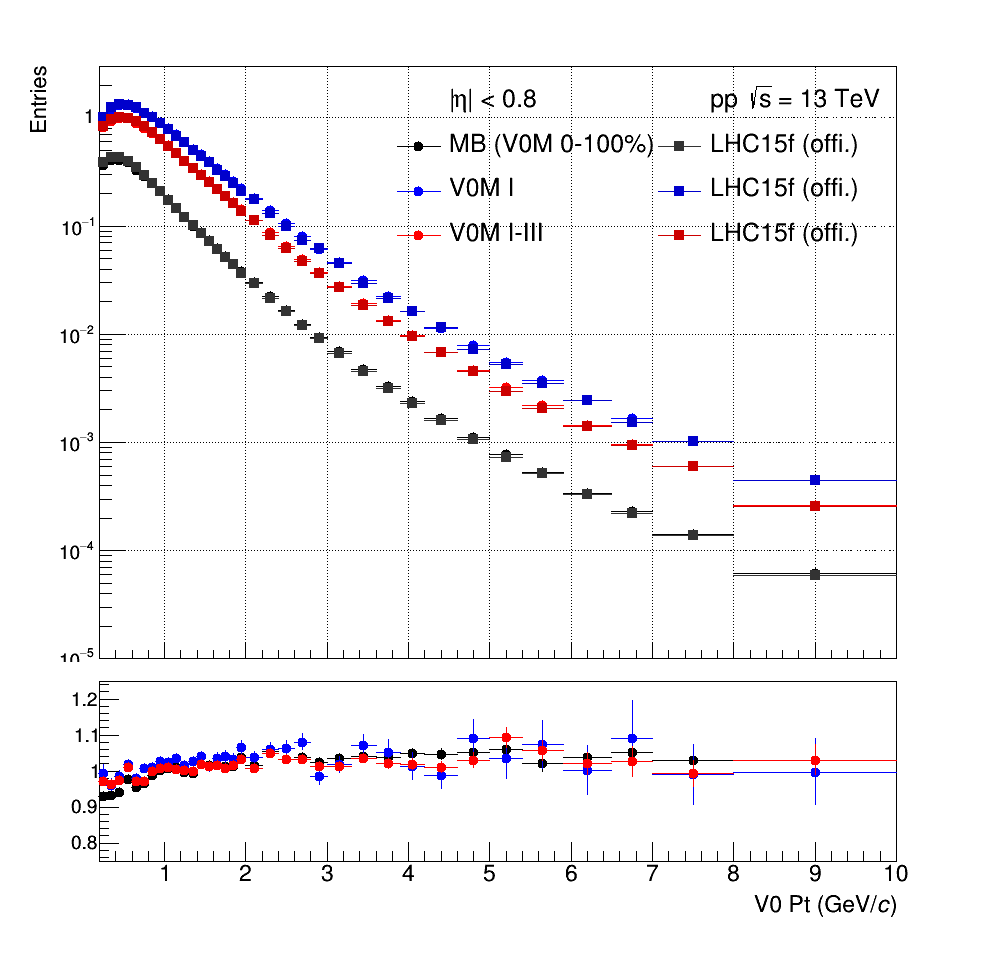 Entries
|η| < 0.8 pp √s = 13 TeV
MB (V0M 0-100%) LHC15f (offi.)
V0M I LHC15f (offi.)
V0M I-III LHC15f (offi.)
1
10⁻¹
10⁻²
10⁻³
10⁻⁴
10⁻⁵
1.2
1.1
1
0.9
0.8
1 2 3 4 5 6 7 8 9 10
V0 Pt (GeV/c)